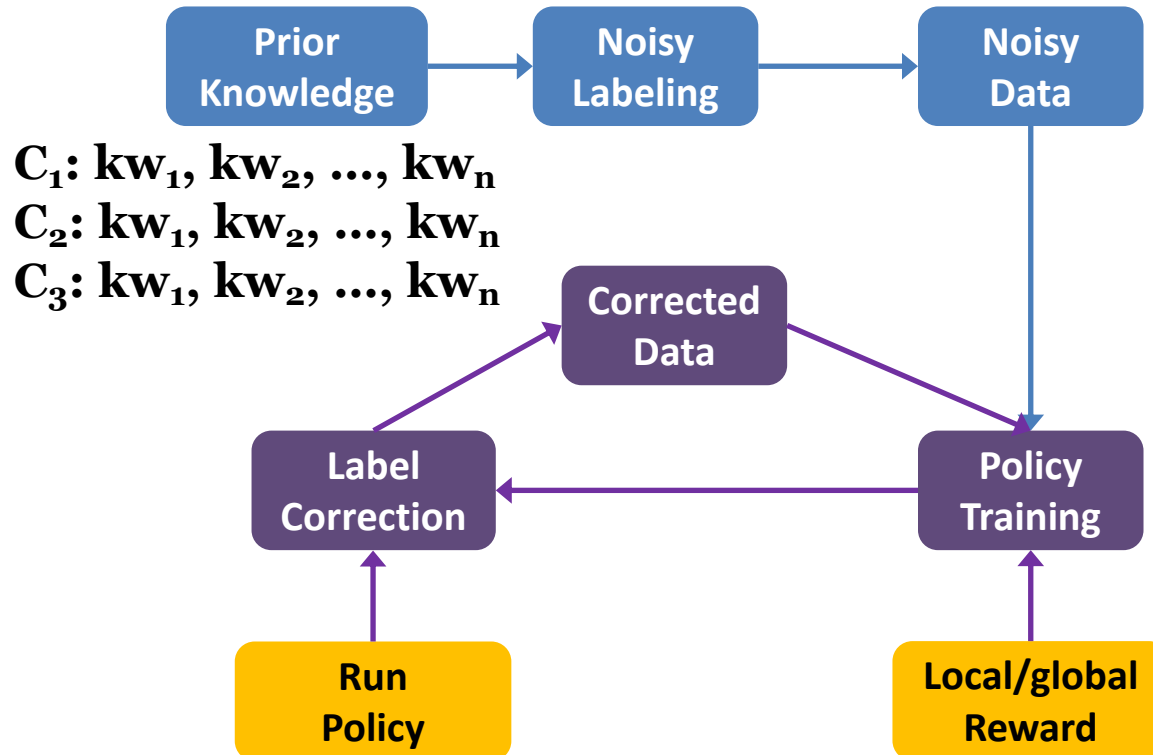 Prior
Knowledge
Noisy
Labeling
Noisy
Data
C₁: kw₁, kw₂, ..., kwₙ
C₂: kw₁, kw₂, ..., kwₙ
C₃: kw₁, kw₂, ..., kwₙ
Corrected
Data
Label
Correction
Policy
Training
Run
Policy
Local/global
Reward